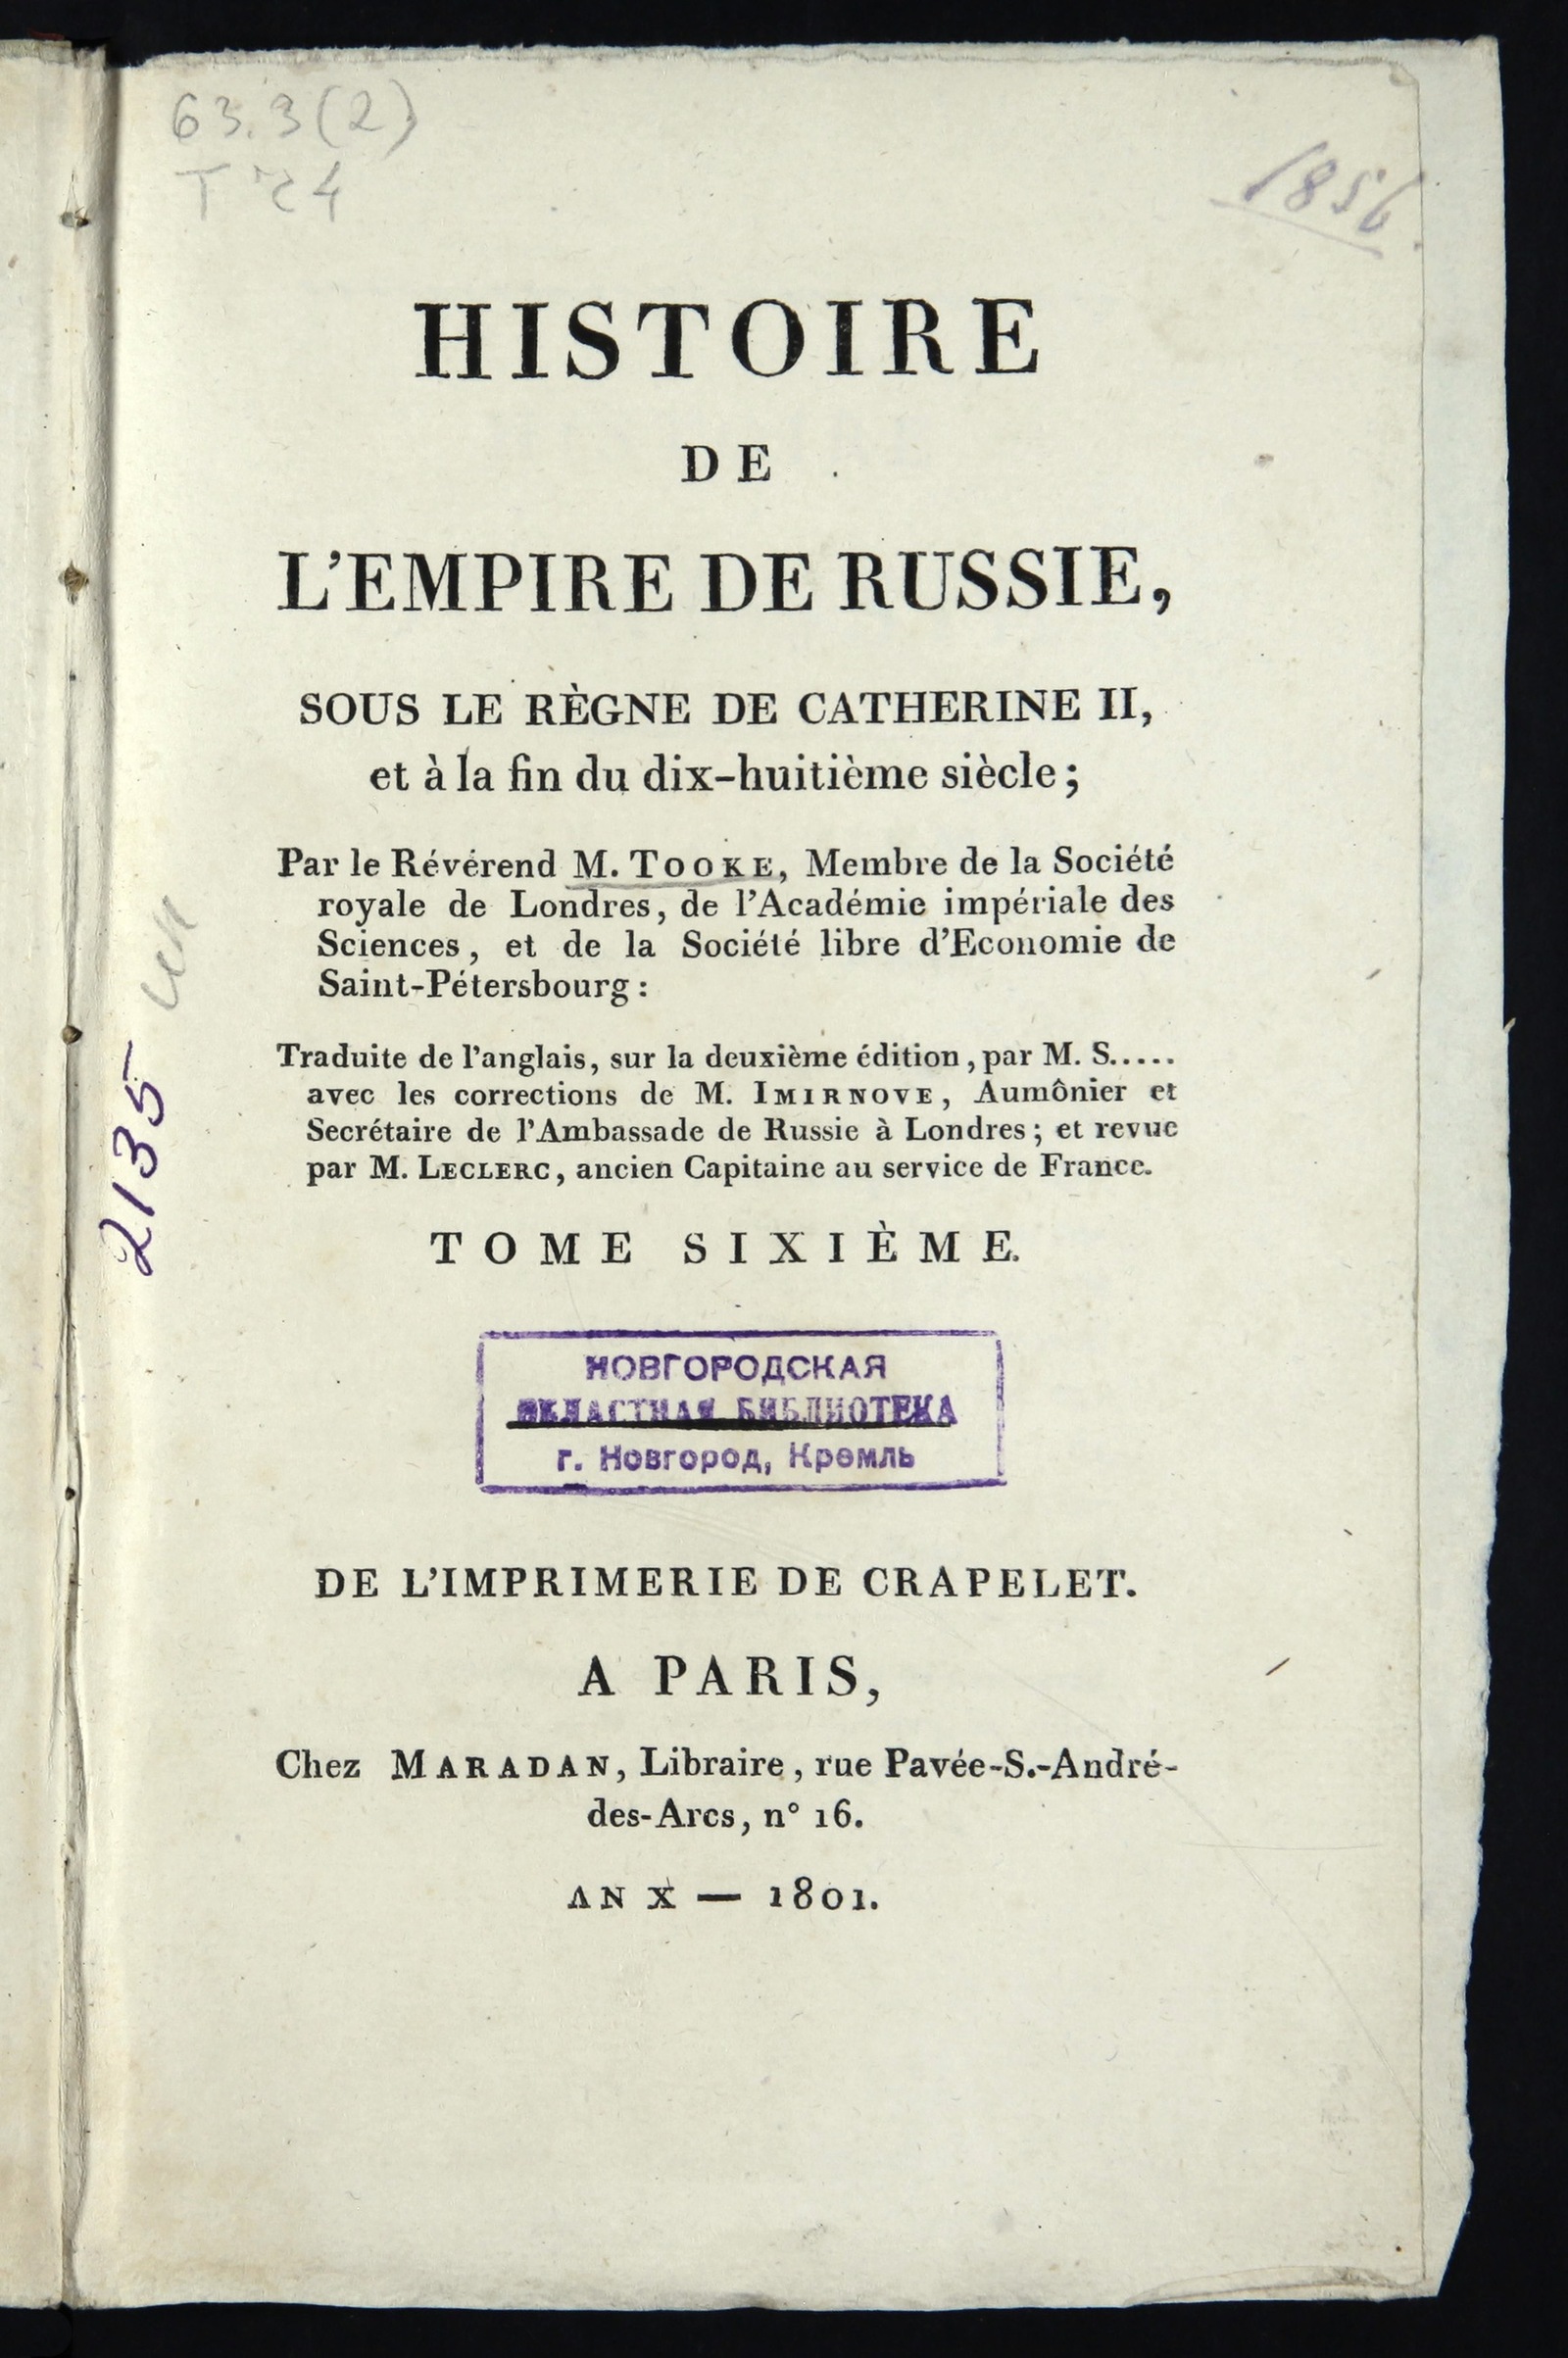 63.3(2)
1856.
HISTOIRE
DE
L'EMPIRE DE RUSSIE,
SOUS LE RÈGNE DE CATHERINE II,
et à la fin du dix-huitième siècle;
Par le Révérend M. TOOKE, Membre de la Société
royale de Londres, de l'Académie impériale des
Sciences, et de la Société libre d'Economie de
Saint-Pétersbourg:
Traduite de l'anglais, sur la deuxième édition, par M. S.....
avec les corrections de M. IMIRNOVE, Aumônier et
Secrétaire de l'Ambassade de Russie à Londres; et revue
par M. LECLERC, ancien Capitaine au service de France.
2135
TOME SIXIÈME.
НОВГОРОДСКАЯ
ОБЛАСТНАЯ БИБЛИОТЕКА
г. Новгород, Кремль
DE L'IMPRIMERIE DE CRAPELET.
A PARIS,
Chez MARADAN, Libraire, rue Pavée-S.-André-
des-Arcs, n° 16.
AN X — 1801.